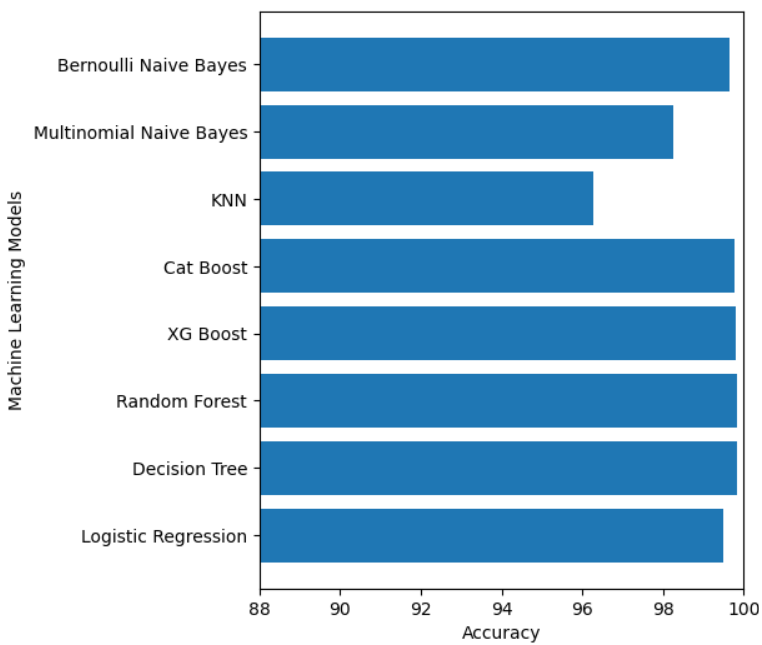 Machine Learning Models
Bernoulli Naive Bayes
Multinomial Naive Bayes
KNN
Cat Boost
XG Boost
Random Forest
Decision Tree
Logistic Regression
88 90 92 94 96 98 100
Accuracy